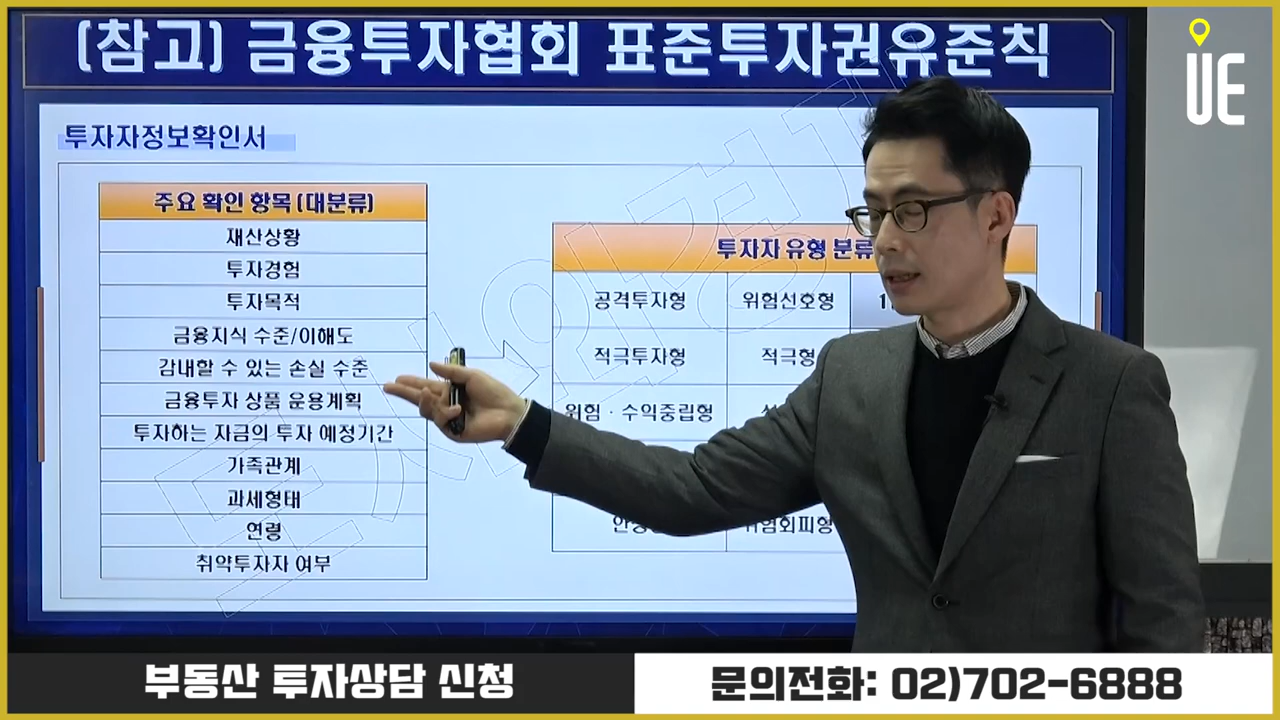 (참고) 금융투자협회 표준투자권유준칙
UE
투자자정보확인서
주요 확인 항목 (대분류)
재산상황
투자경험
투자목적
금융지식 수준/이해도
감내할 수 있는 손실 수준
금융투자 상품 운용계획
투자하는 자금의 투자 예정기간
가족관계
과세형태
연령
취약투자자 여부
투자자 유형 분류
공격투자형 위험선호형
적극투자형 적극형
위험·수익중립형
위험회피형
부동산 투자상담 신청
문의전화: 02)702-6888